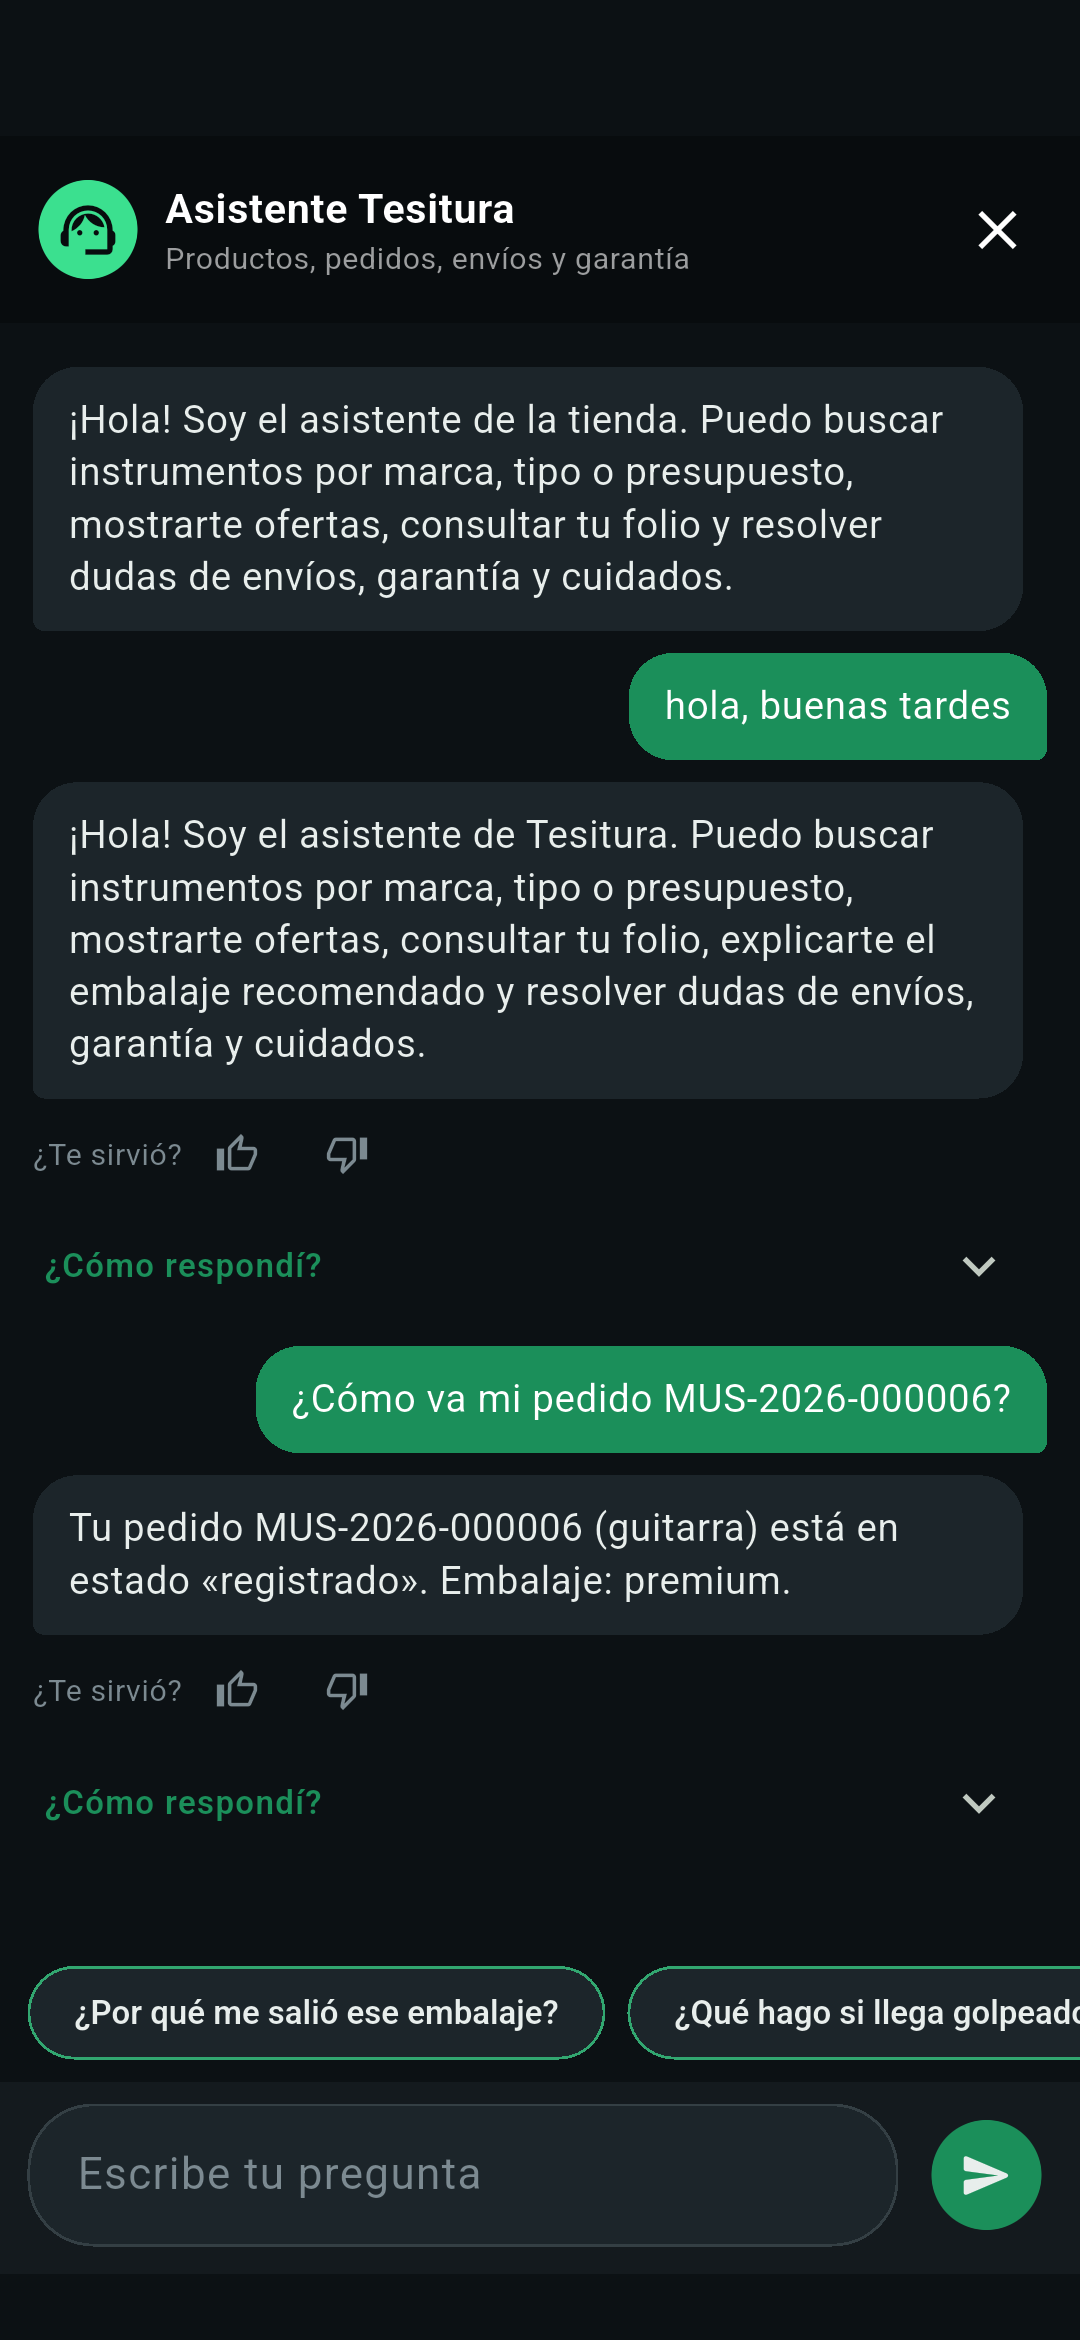 Asistente Tesitura
Productos, pedidos, envíos y garantía
¡Hola! Soy el asistente de la tienda. Puedo buscar
instrumentos por marca, tipo o presupuesto,
mostrarte ofertas, consultar tu folio y resolver
dudas de envíos, garantía y cuidados.
hola, buenas tardes
¡Hola! Soy el asistente de Tesitura. Puedo buscar
instrumentos por marca, tipo o presupuesto,
mostrarte ofertas, consultar tu folio, explicarte el
embalaje recomendado y resolver dudas de envíos,
garantía y cuidados.
¿Te sirvió?
¿Cómo respondí?
¿Cómo va mi pedido MUS-2026-000006?
Tu pedido MUS-2026-000006 (guitarra) está en
estado «registrado». Embalaje: premium.
¿Te sirvió?
¿Cómo respondí?
¿Por qué me salió ese embalaje?
¿Qué hago si llega golpeado
Escribe tu pregunta